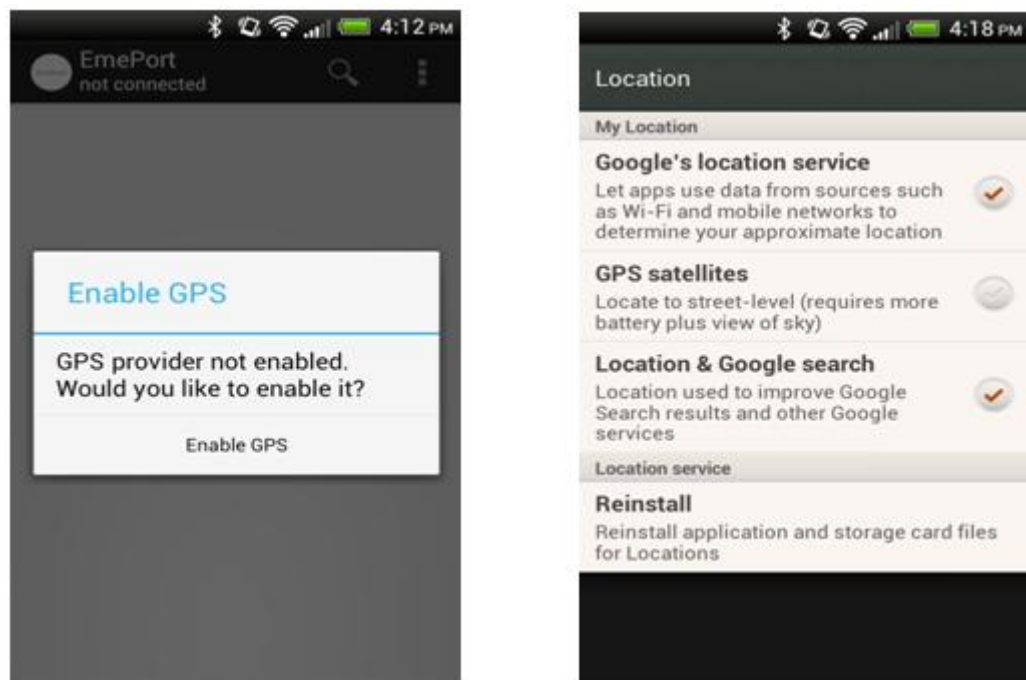 4:12 PM
EmePort
not connected
Enable GPS
GPS provider not enabled.
Would you like to enable it?
Enable GPS
4:18 PM
Location
My Location
Google's location service
Let apps use data from sources such
as Wi-Fi and mobile networks to
determine your approximate location
GPS satellites
Locate to street-level (requires more
battery plus view of sky)
Location & Google search
Location used to improve Google
Search results and other Google
services
Location service
Reinstall
Reinstall application and storage card files
for Locations